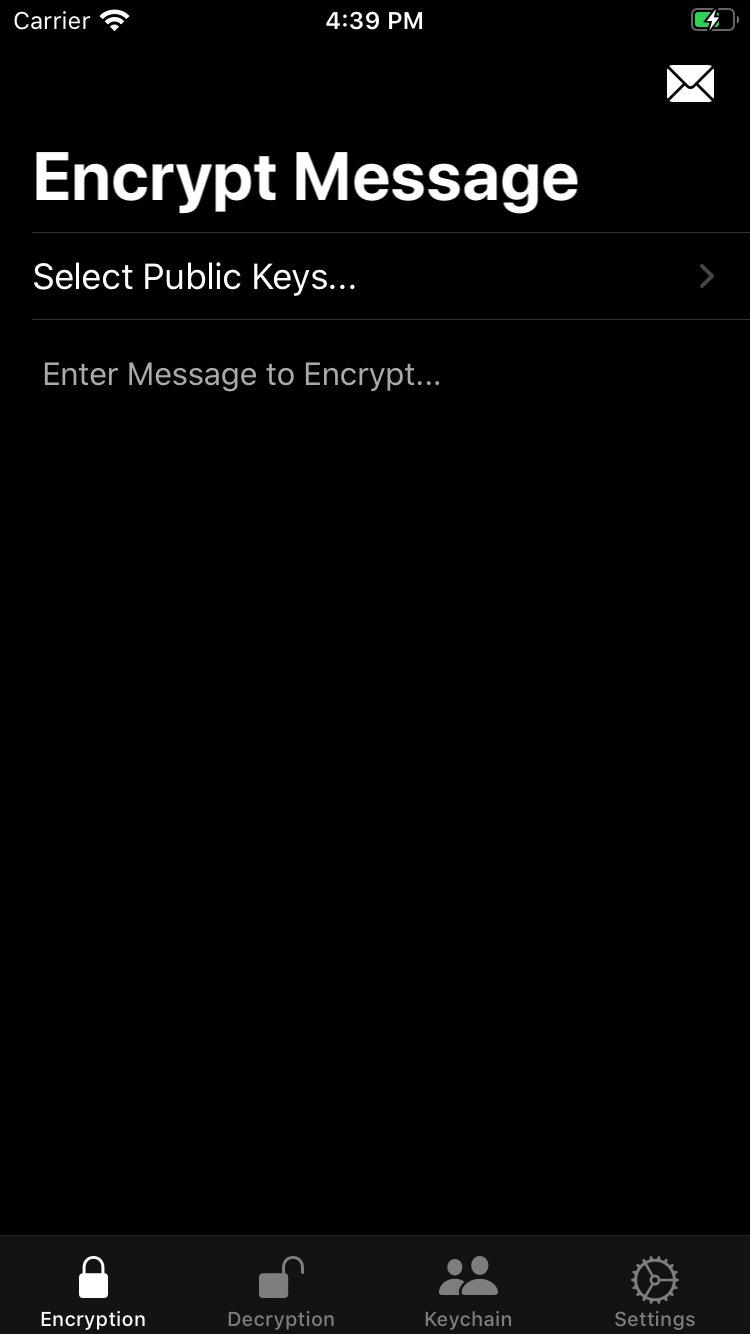 Carrier 4:39 PM
Encrypt Message
Select Public Keys...
Enter Message to Encrypt...
Encryption Decryption Keychain Settings